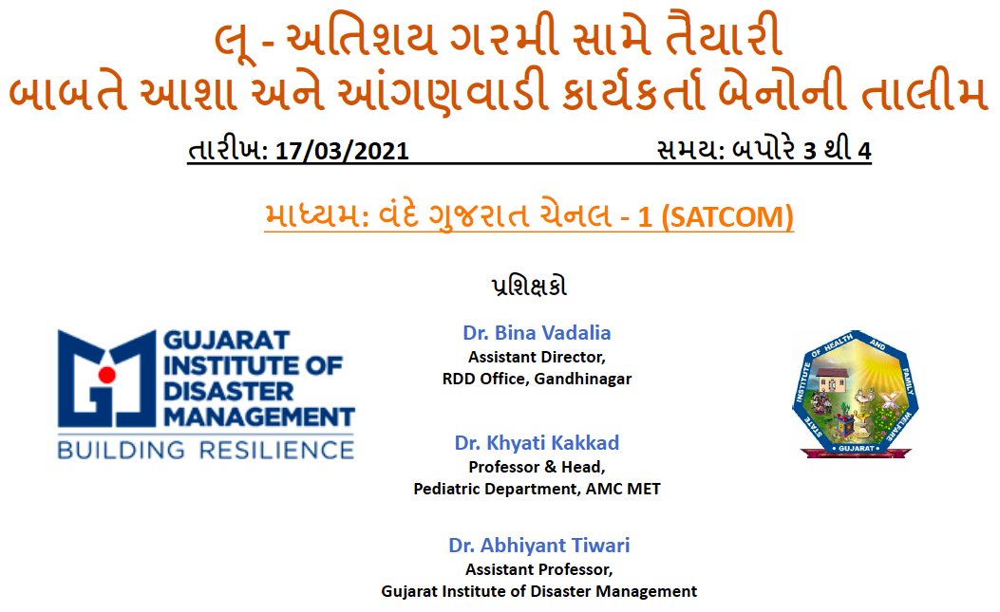 લૂ - અતિશય ગરમી સામે તૈયારી
બાબતે આશા અને આંગણવાડી કાર્યકર્તા બેનોની તાલીમ
તારીખ: 17/03/2021 સમય: બપોરે 3 થી 4
માધ્યમ: વંદે ગુજરાત ચેનલ - 1 (SATCOM)
પ્રશિક્ષકો
GUJARAT
INSTITUTE OF
DISASTER
MANAGEMENT
BUILDING RESILIENCE
Dr. Bina Vadalia
Assistant Director,
RDD Office, Gandhinagar
Dr. Khyati Kakkad
Professor & Head,
Pediatric Department, AMC MET
Dr. Abhiyant Tiwari
Assistant Professor,
Gujarat Institute of Disaster Management
STATE INSTITUTE OF HEALTH AND FAMILY WELFARE
• GUJARAT •